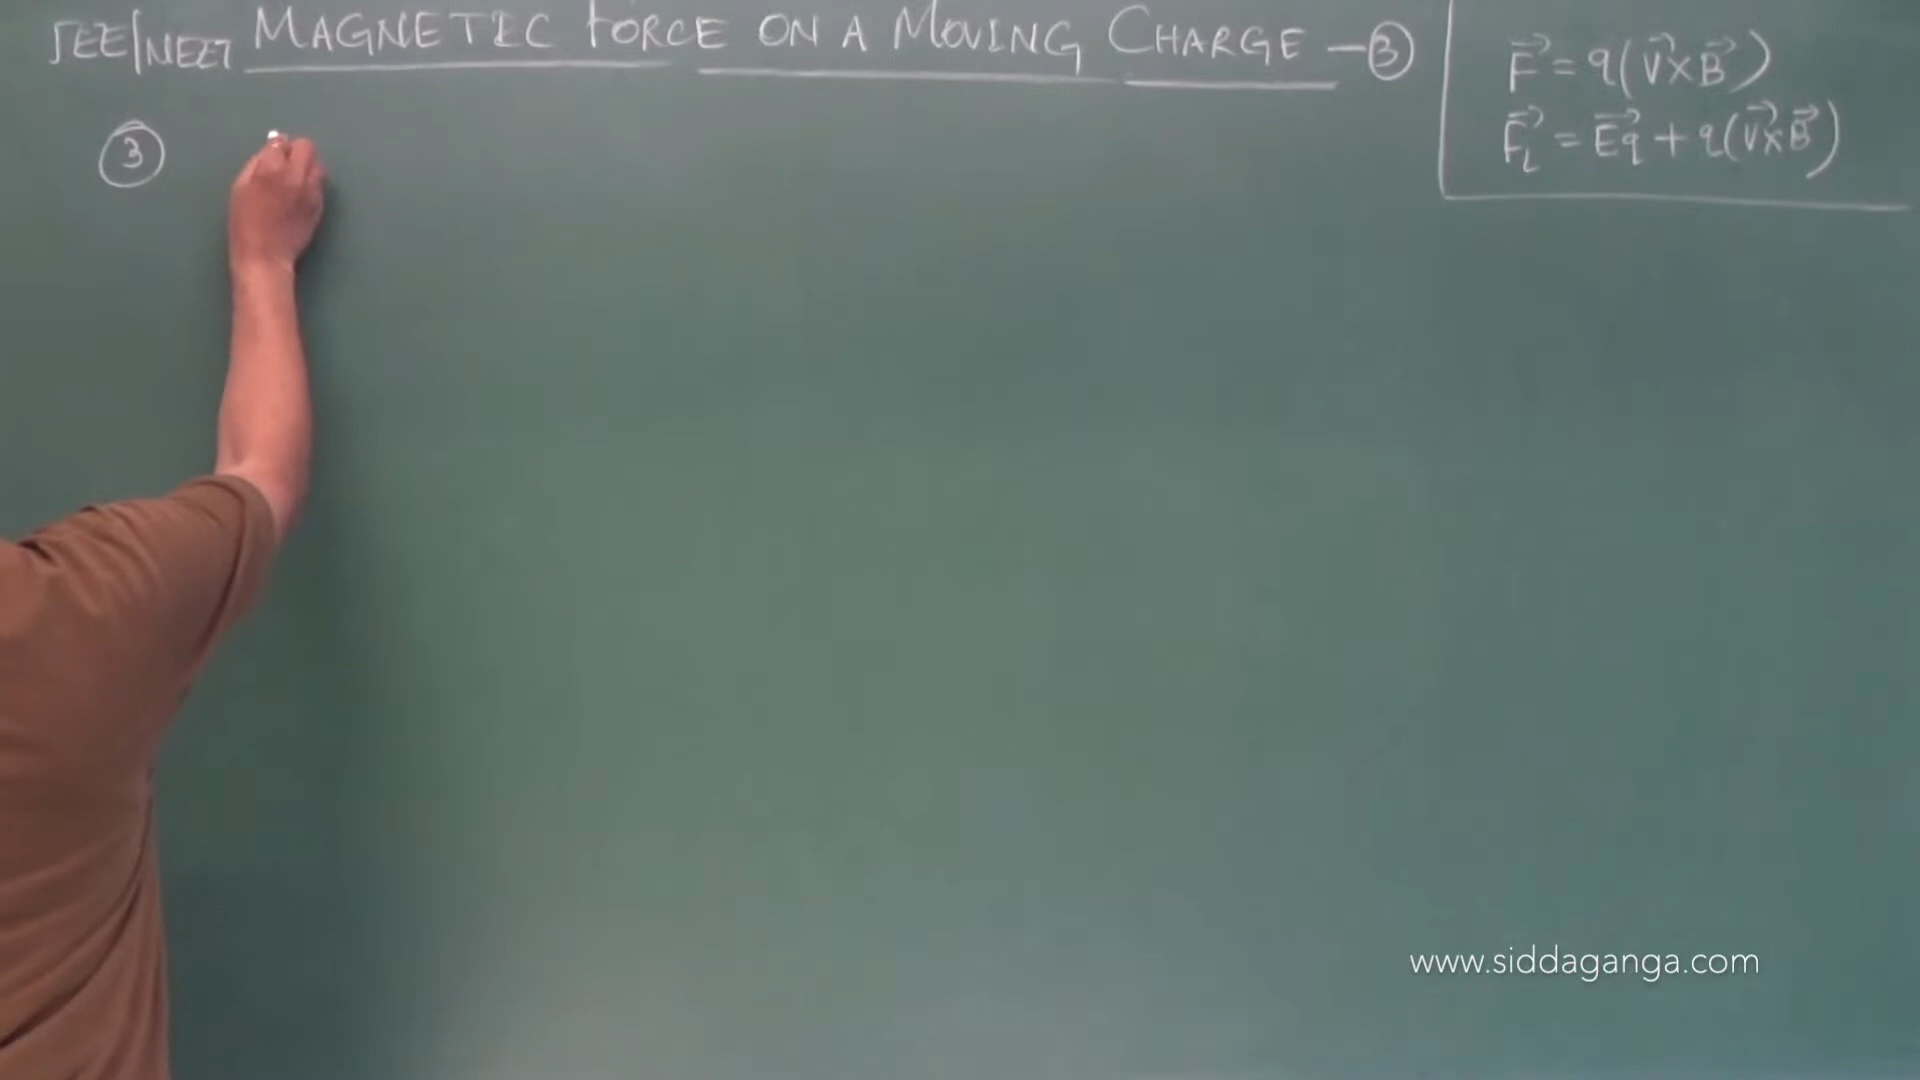 JEE/NEET MAGNETIC FORCE ON A MOVING CHARGE - ③
F⃗ = q(V⃗×B⃗)
F⃗L = E⃗q + q(V⃗×B⃗)
③
www.siddaganga.com